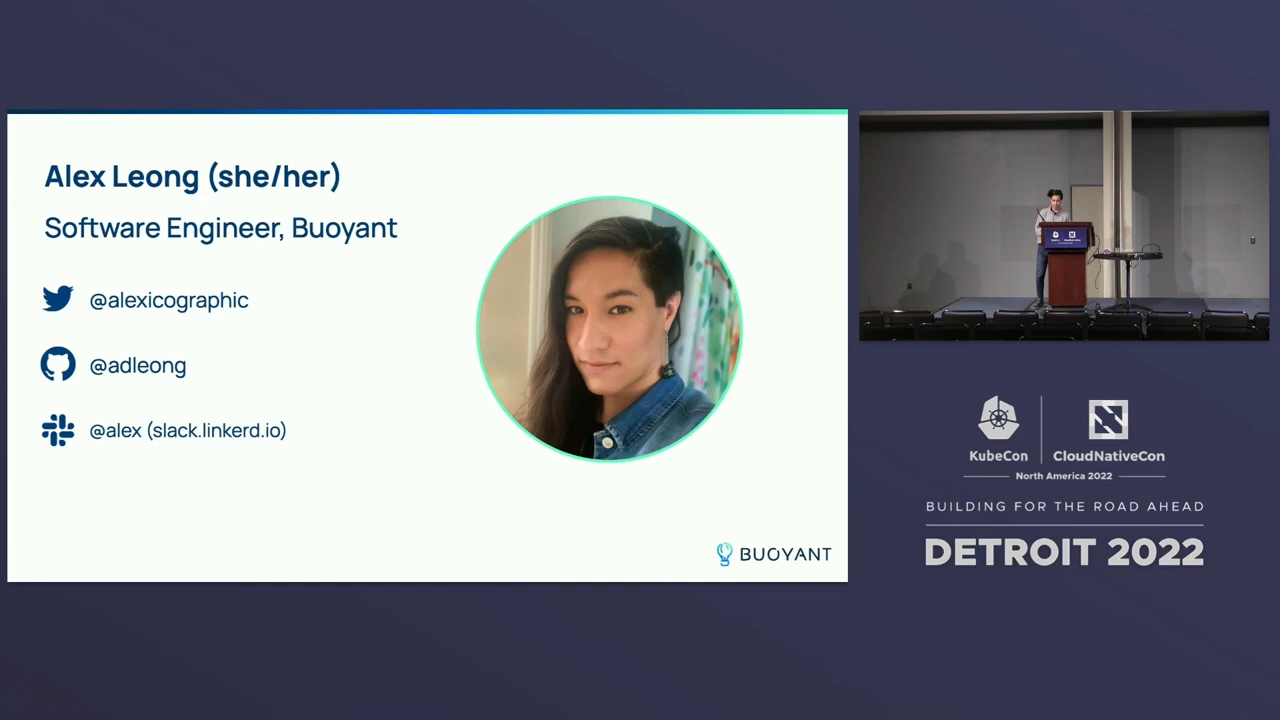 Alex Leong (she/her)
Software Engineer, Buoyant
@alexicographic
@adleong
@alex (slack.linkerd.io)
BUOYANT
KubeCon
CloudNativeCon
North America 2022
BUILDING FOR THE ROAD AHEAD
DETROIT 2022